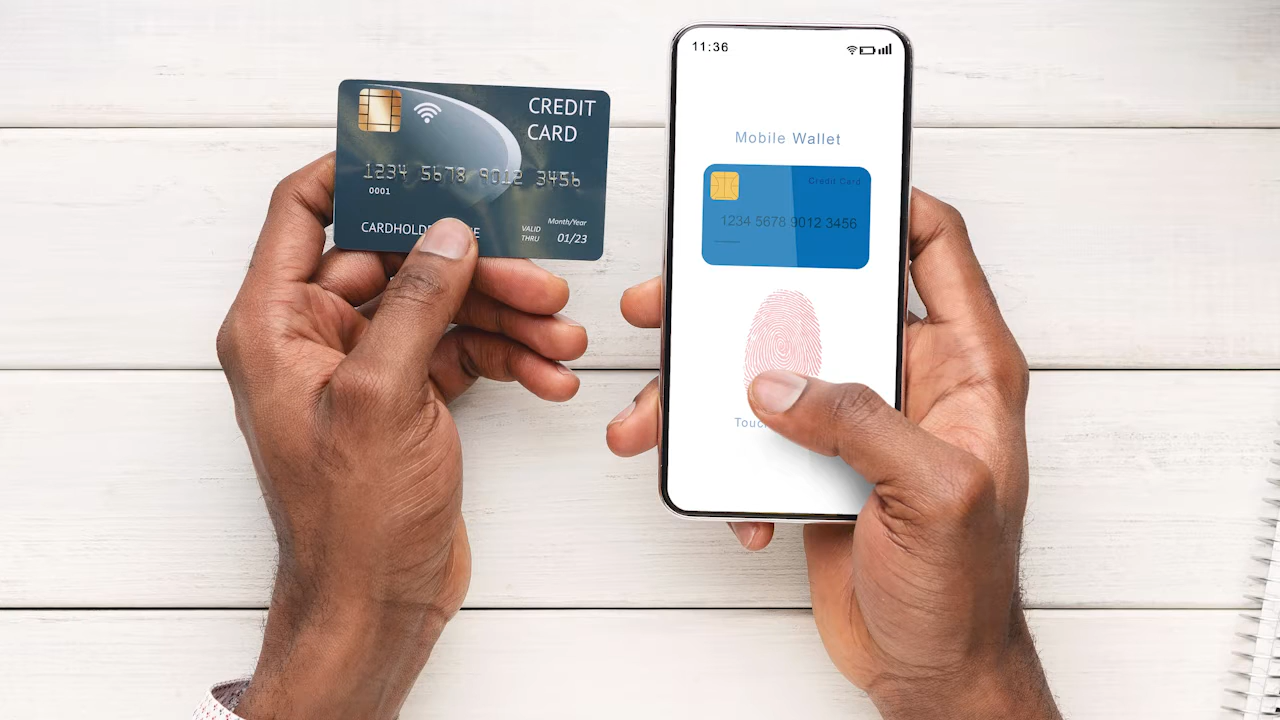 CREDIT
CARD
1234 5678 9012 3456
0001
Month/Year
VALID
THRU
01/23
11:36
Mobile Wallet
Credit Card
1234 5678 9012 3456